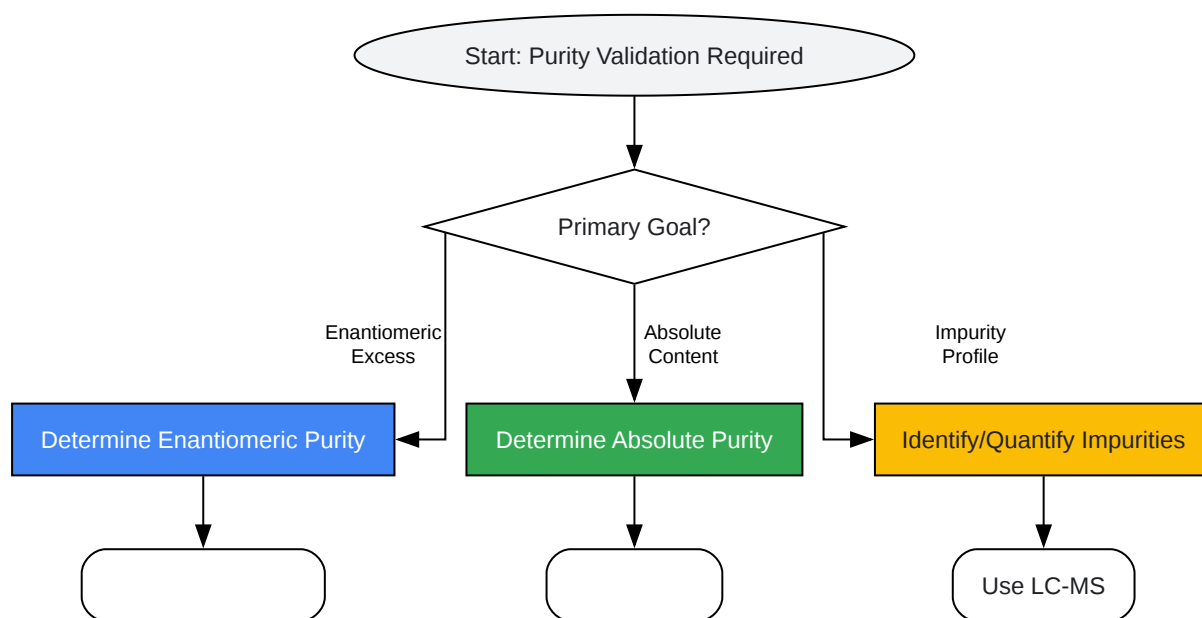 Start: Purity Validation Required
Primary Goal?
Enantiomeric
Excess
Absolute
Content
Impurity
Profile
Determine Enantiomeric Purity
Determine Absolute Purity
Identify/Quantify Impurities
Use LC-MS